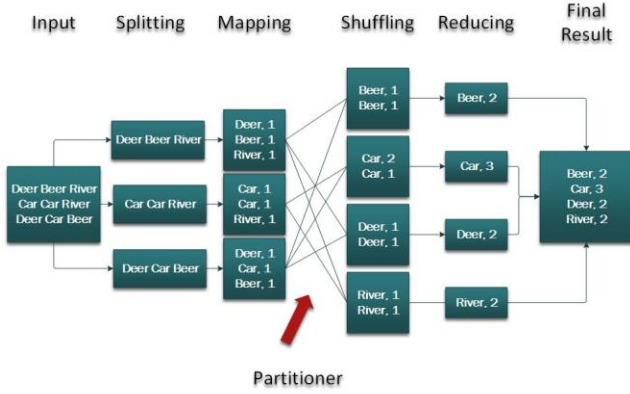 Input
Splitting
Mapping
Shuffling
Reducing
Final
Result
Deer Beer River
Car Car River
Deer Car Beer
Deer Beer River
Car Car River
Deer Car Beer
Deer, 1
Beer, 1
River, 1
Car, 1
Car, 1
River, 1
Deer, 1
Car, 1
Beer, 1
Beer, 1
Beer, 1
Car, 2
Car, 1
Deer, 1
Deer, 1
River, 1
River, 1
Beer, 2
Car, 3
Deer, 2
River, 2
Beer, 2
Car, 3
Deer, 2
River, 2
Partitioner